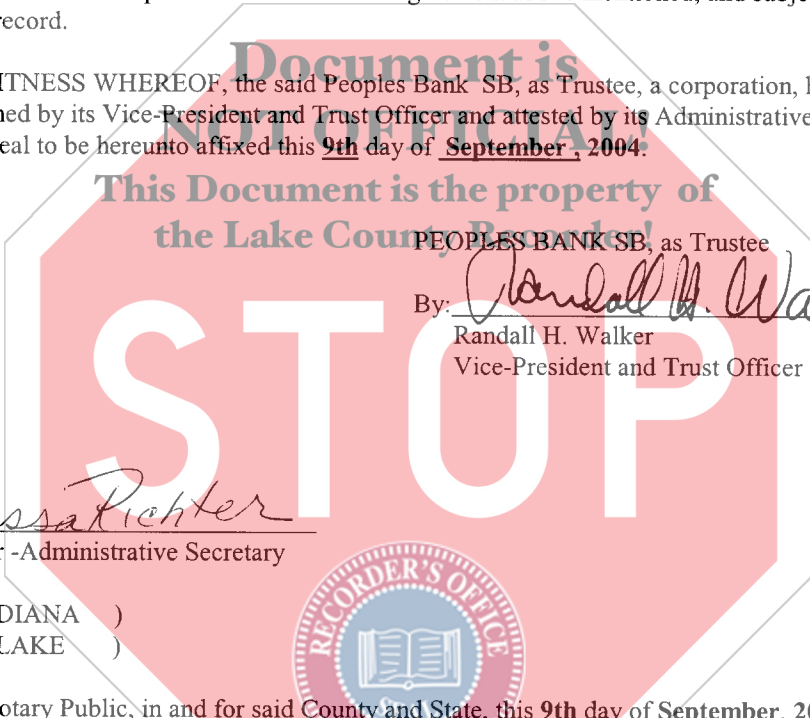 record.
Document is
ITNESS WHEREOF, the said Peoples Bank SB, as Trustee, a corporation,
ned by its Vice-President and Trust Officer and attested by its Administrative
NOT OFFICIAL!
eal to be hereunto affixed this 9th day of September , 2004.
This Document is the property of
the Lake County Recorder!
PEOPLES BANK SB, as Trustee
By: Randall H. Wa
Randall H. Walker
Vice-President and Trust Officer
STOP
ssa Richter
r -Administrative Secretary
RECORDER'S OFFICE
DIANA )
LAKE )
otary Public, in and for said County and State, this 9th day of September, 20